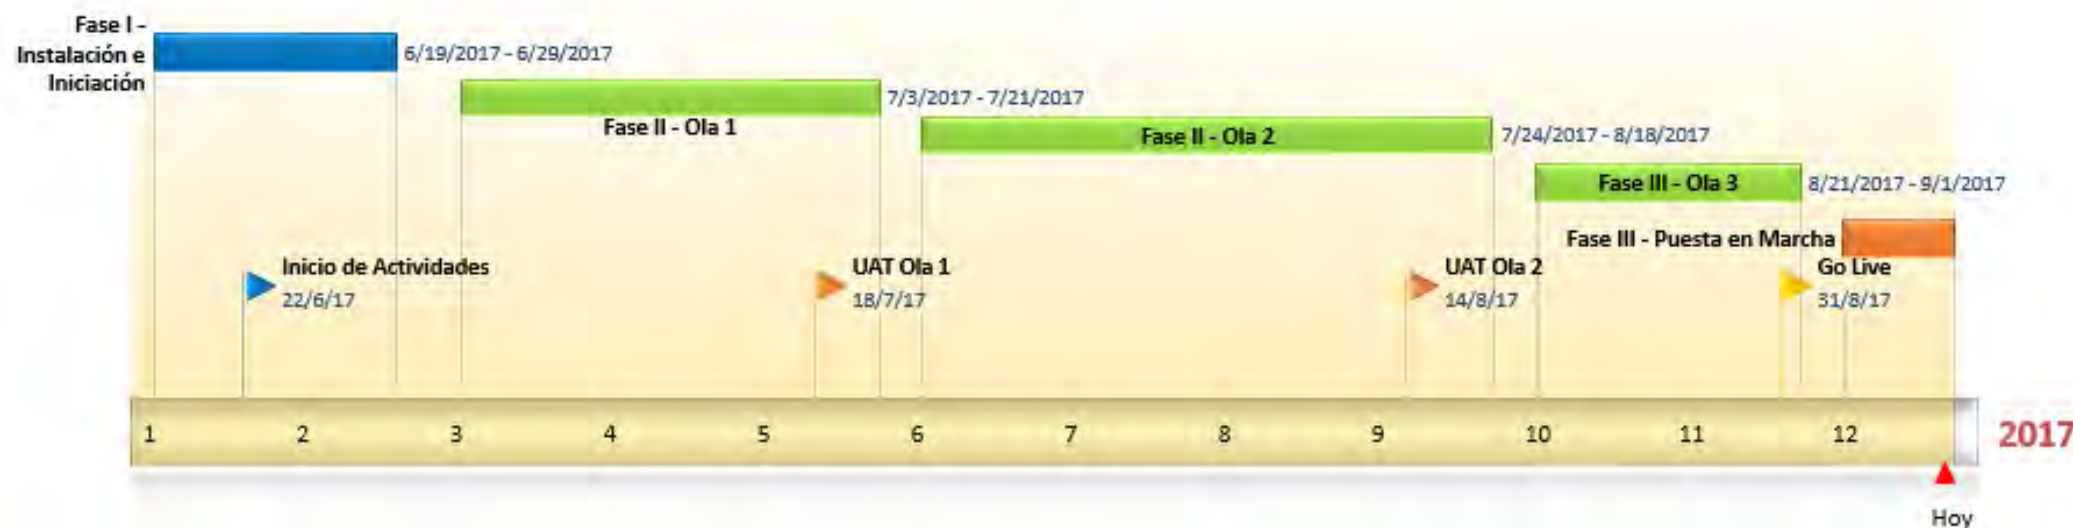 Fase I -
Instalación e
Iniciación
6/19/2017 - 6/29/2017
7/3/2017 - 7/21/2017
Fase II - Ola 1
Fase II - Ola 2
7/24/2017 - 8/18/2017
Fase III - Ola 3
8/21/2017 - 9/1/2017
Fase III - Puesta en Marcha
Inicio de Actividades
22/6/17
UAT Ola 1
18/7/17
UAT Ola 2
14/8/17
Go Live
31/8/17
1 2 3 4 5 6 7 8 9 10 11 12
2017
Hoy